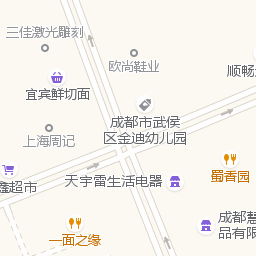 三佳激光雕刻
欧尚鞋业
顺畅
宜宾鲜切面
成都市武侯
区金迪幼儿园
上海周记
蜀香园
天宇雷生活电器
鑫超市
成都慧
品有限
一面之缘